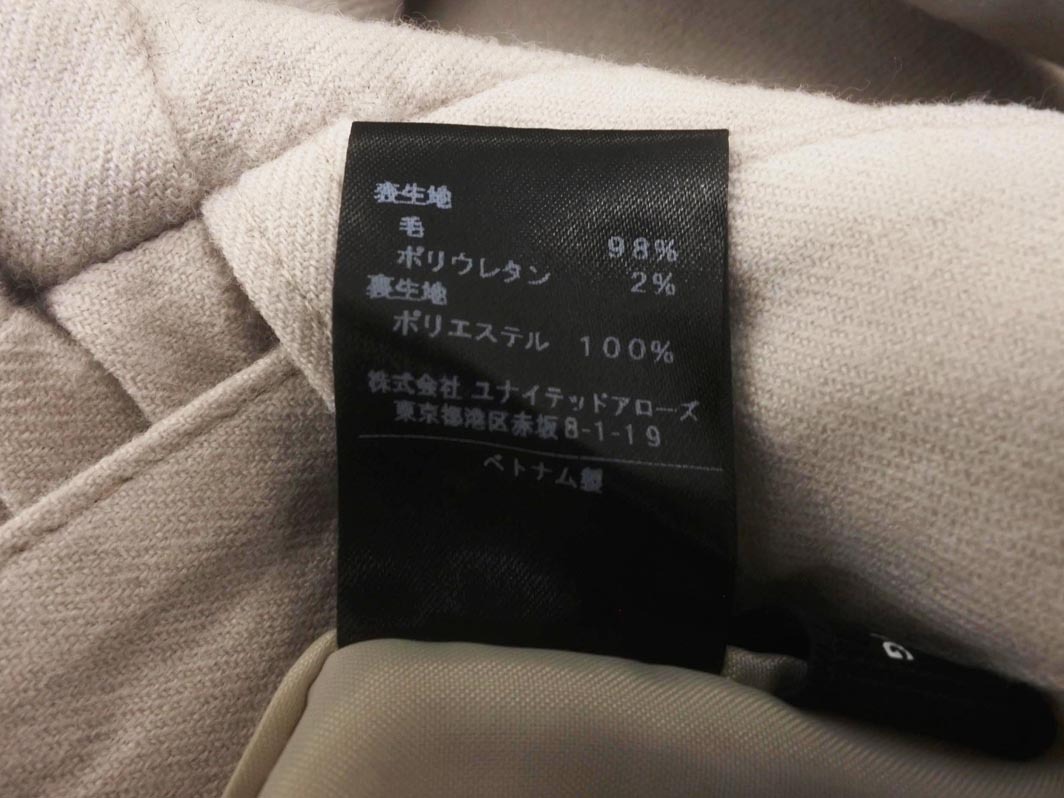 表生地
毛 98%
ポリウレタン 2%
裏生地
ポリエステル 100%
株式会社 ユナイテッドアローズ
東京都港区赤坂8-1-19
ベトナム製
G